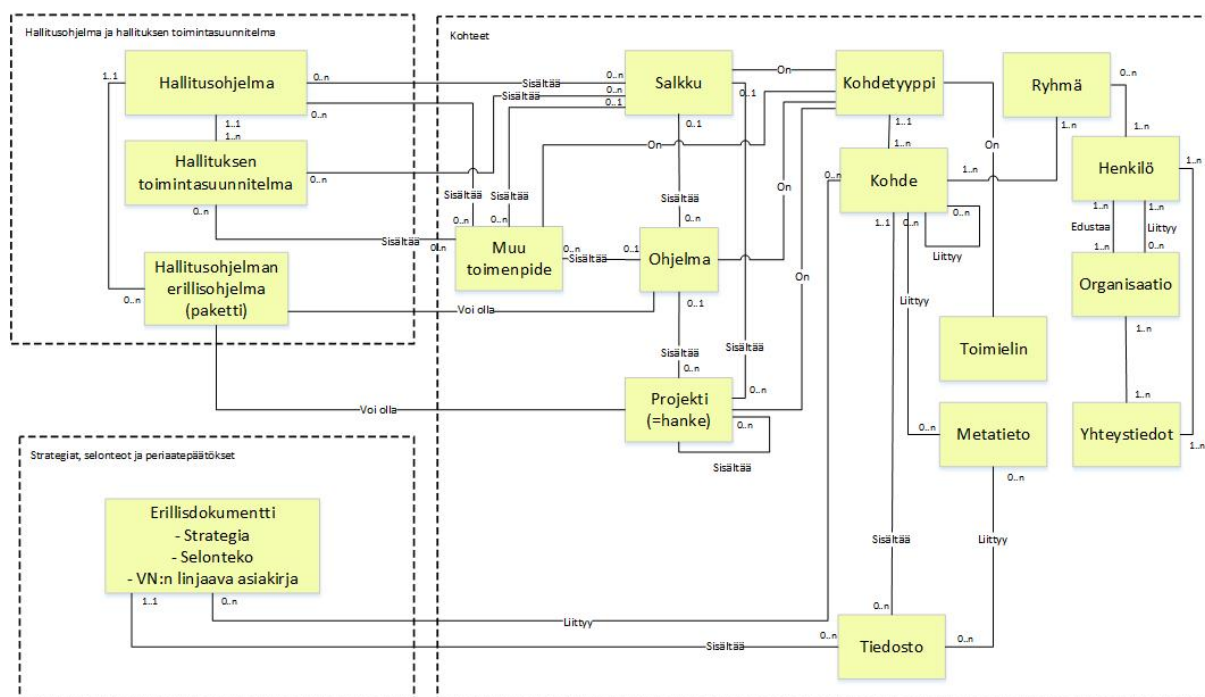 Hallitusohjelma ja hallituksen toimintasuunnitelma
Kohteet
1..1
Hallitusohjelma
0..n
0..n
1..1
1..n
Hallituksen
toimintasuunnitelma
0..n
0..n
Hallitusohjelman
erillisohjelma
(paketti)
0..n
Sisältää
0..n
Sisältää
0..n
0..1
Salkku
On
0..1
0..1
Kohdetyyppi
1..1
Ryhmä
0..n
1..n
On
On
On
On
1..n
Kohde
0..n
1..n
1..1
0..n
0..n
Liittyy
1..n
Henkilö
1..n
1..n
1..n
Edustaa
Liittyy
1..n
0..n
Organisaatio
1..n
Sisältää
Sisältää
Sisältää
0..n
0..n
0..n
Sisältää
0..n
Muu
toimenpide
0..n
Sisältää
0..1
Ohjelma
0..1
Voi olla
Liittyy
Toimielin
Sisältää
Sisältää
0..n
0..n
Projekti
(=hanke)
0..n
Sisältää
Voi olla
0..n
Metatieto
0..n
1..n
Yhteystiedot
1..n
Strategiat, selonteot ja periaatepäätökset
Erillisdokumentti
- Strategia
- Selonteko
- VN:n linjaava asiakirja
1..1
0..n
Liittyy
Sisältää
Sisältää
Liittyy
0..n
0..n
Tiedosto
0..n